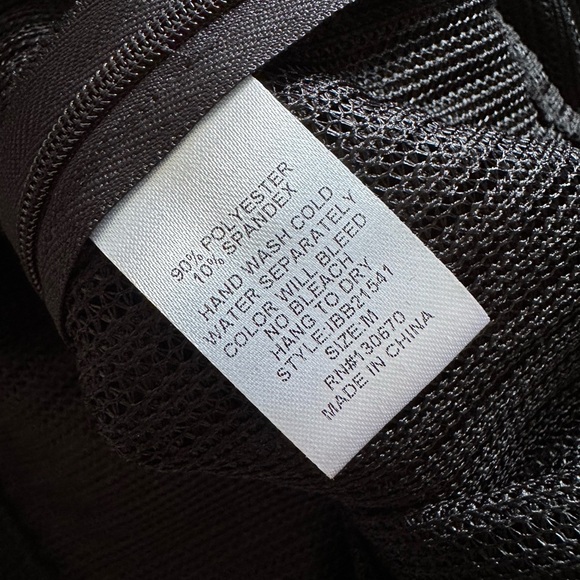 90% POLYESTER
10% SPANDEX
HAND WASH COLD
WATER SEPARATELY
COLOR WILL BLEED
NO BLEACH
HANG TO DRY
STYLE:IBB21541
SIZE:M
RN#130670
MADE IN CHINA